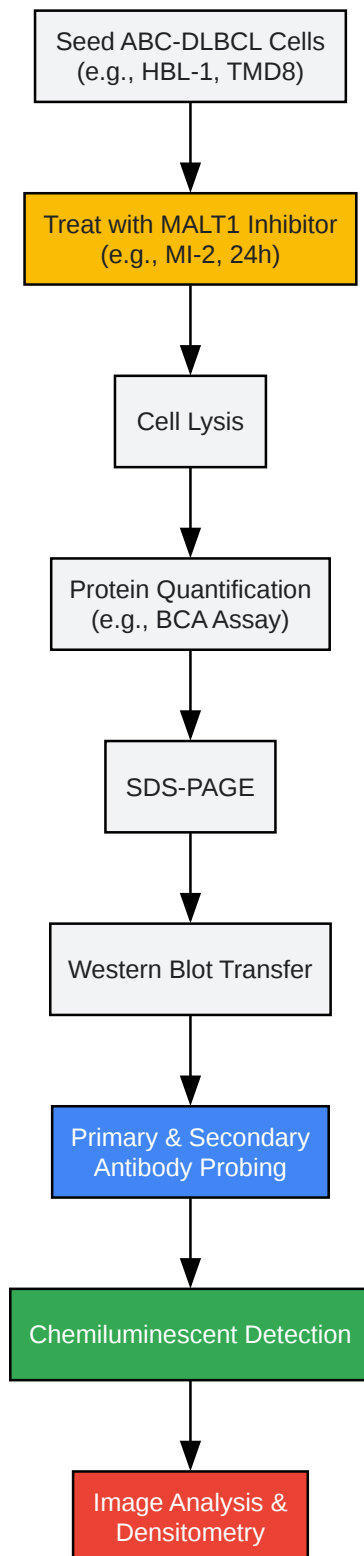 Seed ABC-DLBCL Cells
(e.g., HBL-1, TMD8)
Treat with MALT1 Inhibitor
(e.g., MI-2, 24h)
Cell Lysis
Protein Quantification
(e.g., BCA Assay)
SDS-PAGE
Western Blot Transfer
Primary & Secondary
Antibody Probing
Chemiluminescent Detection
Image Analysis &
Densitometry